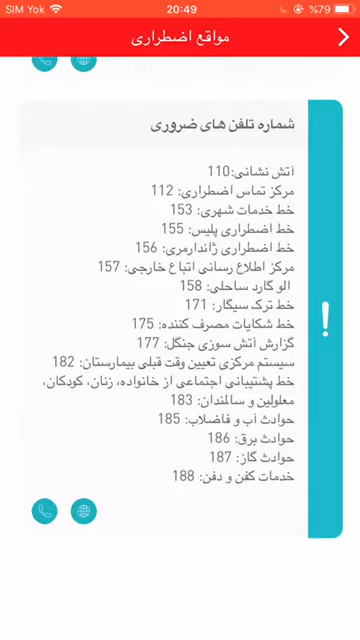 SIM Yok 20:49 %79
مواقع اضطراری
شماره تلفن های ضروری
آتش نشانی:110
مرکز تماس اضطراری: 112
خط خدمات شهری: 153
خط اضطراری پلیس: 155
خط اضطراری ژاندارمری: 156
مرکز اطلاع رسانی اتباع خارجی: 157
الو گارد ساحلی: 158
خط ترک سیگار: 171
خط شکایات مصرف کننده: 175
گزارش آتش سوزی جنگل: 177
سیستم مرکزی تعیین وقت قبلی بیمارستان: 182
خط پشتیبانی اجتماعی از خانواده، زنان، کودکان،
معلولین و سالمندان: 183
حوادث آب و فاضلاب: 185
حوادث برق: 186
حوادث گاز: 187
خدمات کفن و دفن: 188